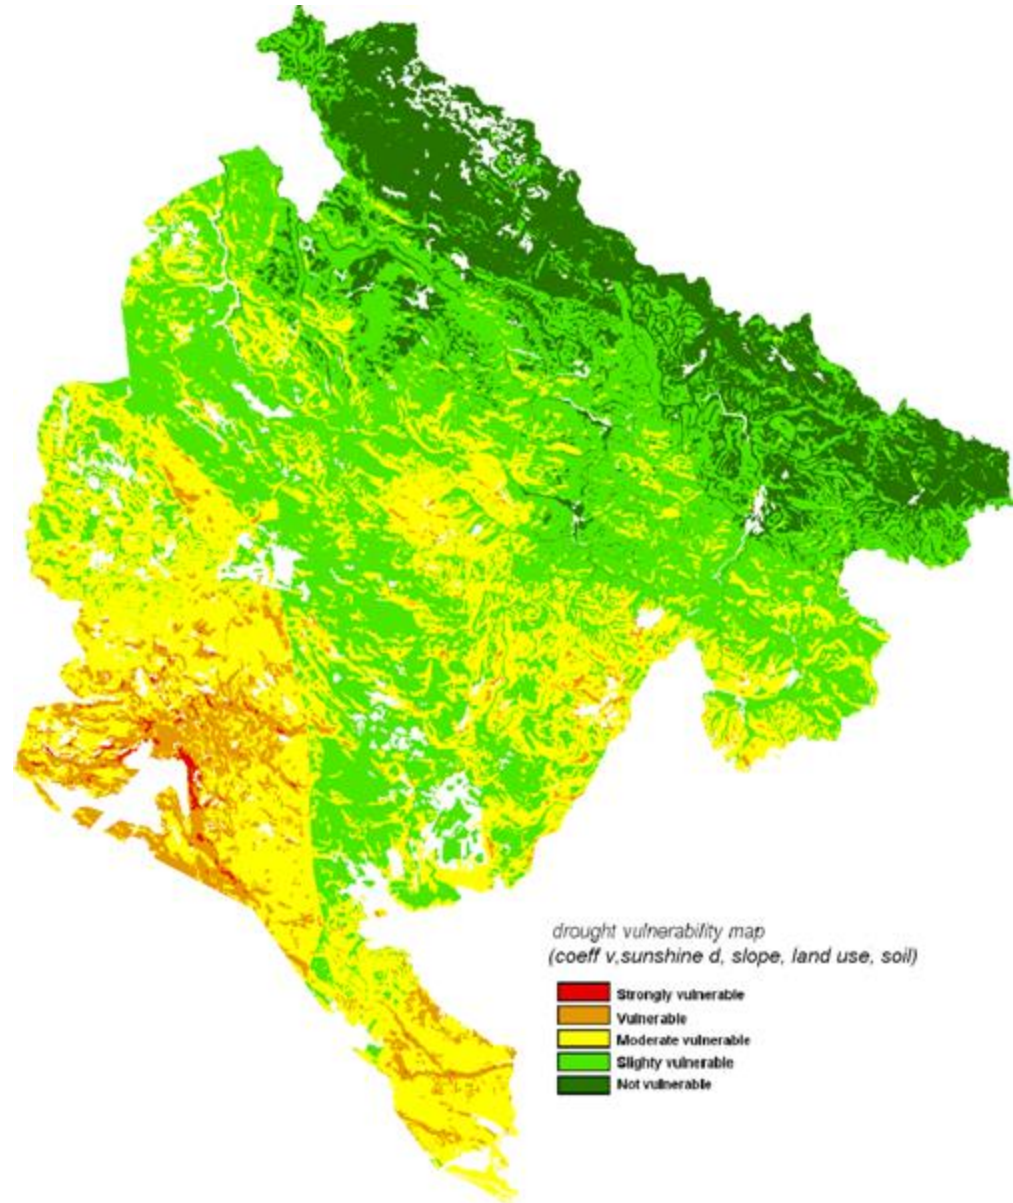 drought vulnerability map
(coeff v,sunshine d, slope, land use, soil)
Strongly vulnerable
Vulnerable
Moderate vulnerable
Slighty vulnerable
Not vulnerable